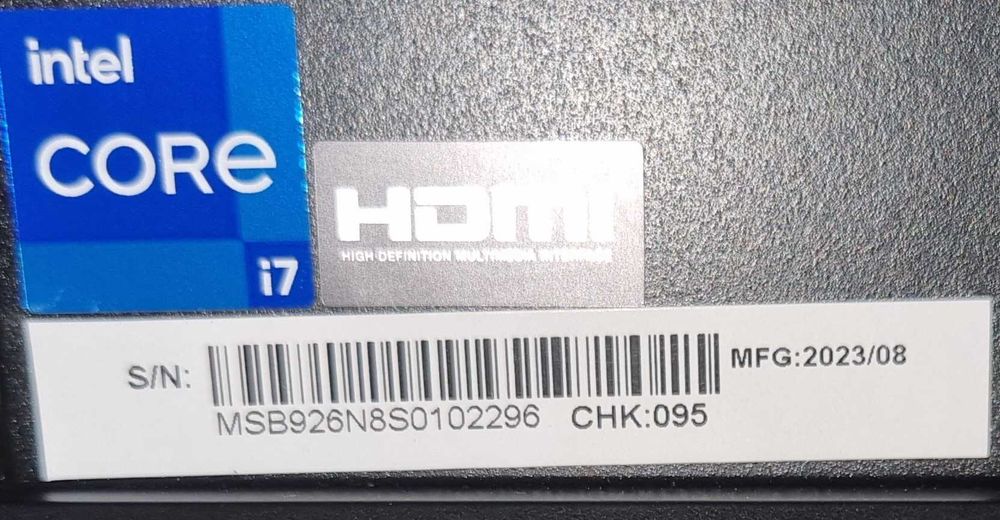 intel
CORE
i7
HDMI
HIGH-DEFINITION MULTIMEDIA INTERFACE
S/N:
MFG:2023/08
MSB926N8S0102296 CHK:095